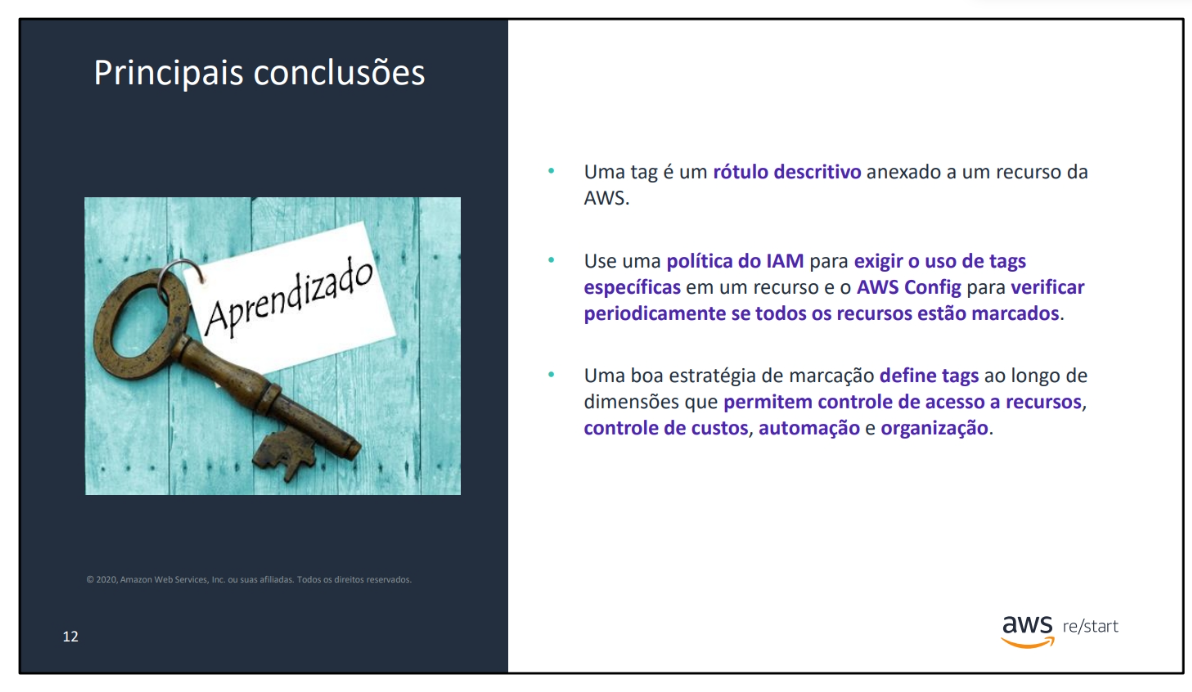 Principais conclusões
Aprendizado
© 2020, Amazon Web Services, Inc. ou suas afiliadas. Todos os direitos reservados.
12
• Uma tag é um rótulo descritivo anexado a um recurso da
AWS.
• Use uma política do IAM para exigir o uso de tags
específicas em um recurso e o AWS Config para verificar
periodicamente se todos os recursos estão marcados.
• Uma boa estratégia de marcação define tags ao longo de
dimensões que permitem controle de acesso a recursos,
controle de custos, automação e organização.
aws re/start